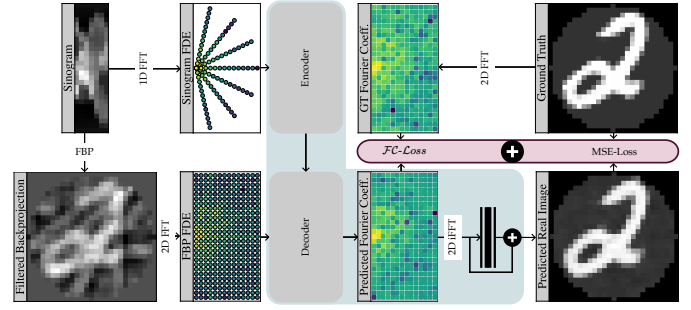 Sinogram
1D FFT
Sinogram FDE
Encoder
GT Fourier Coeff.
2D FFT
Ground Truth
FBP
FC-Loss
+
MSE-Loss
Filtered Backprojection
2D FFT
FBP FDE
Decoder
Predicted Fourier Coeff.
2D IFFT
+
Predicted Real Image